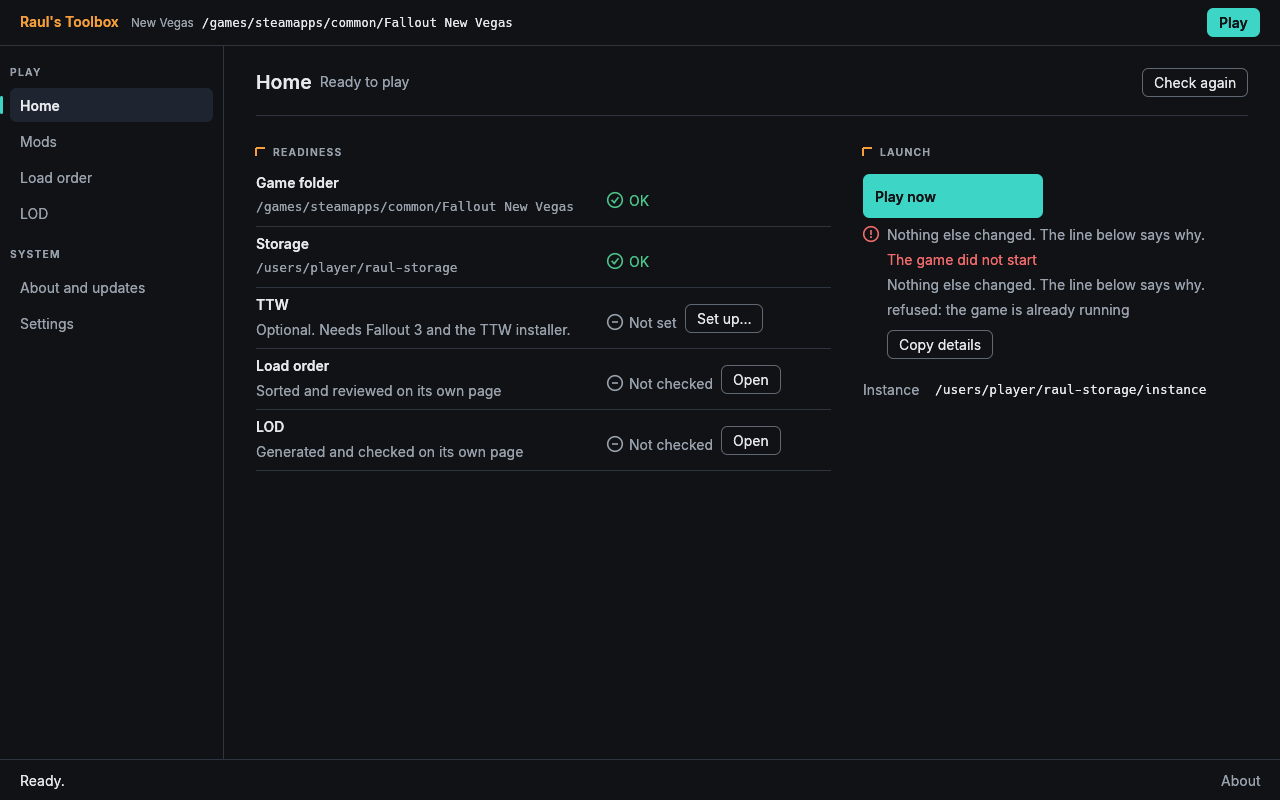 Raul's Toolbox New Vegas /games/steamapps/common/Fallout New Vegas
Play
PLAY
Home
Mods
Load order
LOD
SYSTEM
About and updates
Settings
Home Ready to play
Check again
READINESS
Game folder
/games/steamapps/common/Fallout New Vegas
OK
Storage
/users/player/raul-storage
OK
TTW
Optional. Needs Fallout 3 and the TTW installer.
Not set
Set up...
Load order
Sorted and reviewed on its own page
Not checked
Open
LOD
Generated and checked on its own page
Not checked
Open
LAUNCH
Play now
Nothing else changed. The line below says why.
The game did not start
Nothing else changed. The line below says why.
refused: the game is already running
Copy details
Instance /users/player/raul-storage/instance
Ready.
About